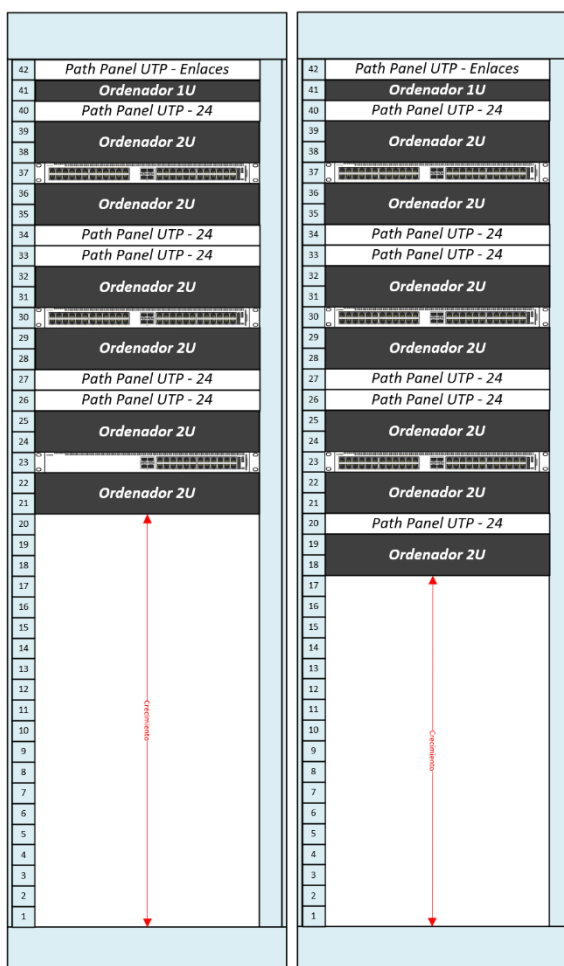 42 Path Panel UTP - Enlaces
41 Ordenador 1U
40 Path Panel UTP - 24
39
Ordenador 2U
38
37
36
Ordenador 2U
35
34 Path Panel UTP - 24
33 Path Panel UTP - 24
32
Ordenador 2U
31
30
29
Ordenador 2U
28
27 Path Panel UTP - 24
26 Path Panel UTP - 24
25
Ordenador 2U
24
23
22
Ordenador 2U
21
20
19
18
17
16
15
14
13
12
11
Crecimiento
10
9
8
7
6
5
4
3
2
1
42 Path Panel UTP - Enlaces
41 Ordenador 1U
40 Path Panel UTP - 24
39
Ordenador 2U
38
37
36
Ordenador 2U
35
34 Path Panel UTP - 24
33 Path Panel UTP - 24
32
Ordenador 2U
31
30
29
Ordenador 2U
28
27 Path Panel UTP - 24
26 Path Panel UTP - 24
25
Ordenador 2U
24
23
22
Ordenador 2U
21
20 Path Panel UTP - 24
19
Ordenador 2U
18
17
16
15
14
13
12
11
10
Crecimiento
9
8
7
6
5
4
3
2
1